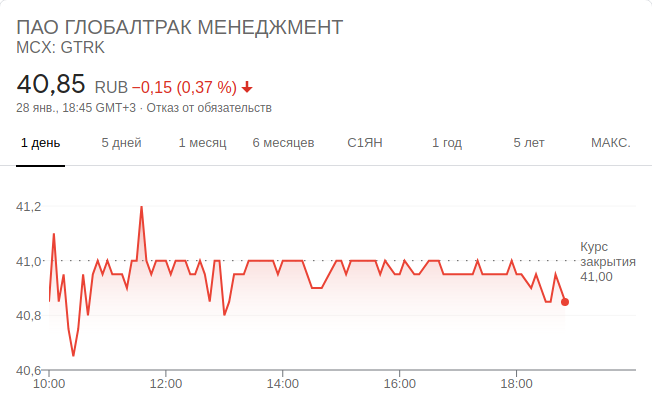 ПАО ГЛОБАЛТРАК МЕНЕДЖМЕНТ
MCX: GTRK
40,85 RUB −0,15 (0,37 %)
28 янв., 18:45 GMT+3 · Отказ от обязательств
1 день 5 дней 1 месяц 6 месяцев С1ЯН 1 год 5 лет МАКС.
41,2
41,0
40,8
40,6
Курс
закрытия
41,00
10:00 12:00 14:00 16:00 18:00